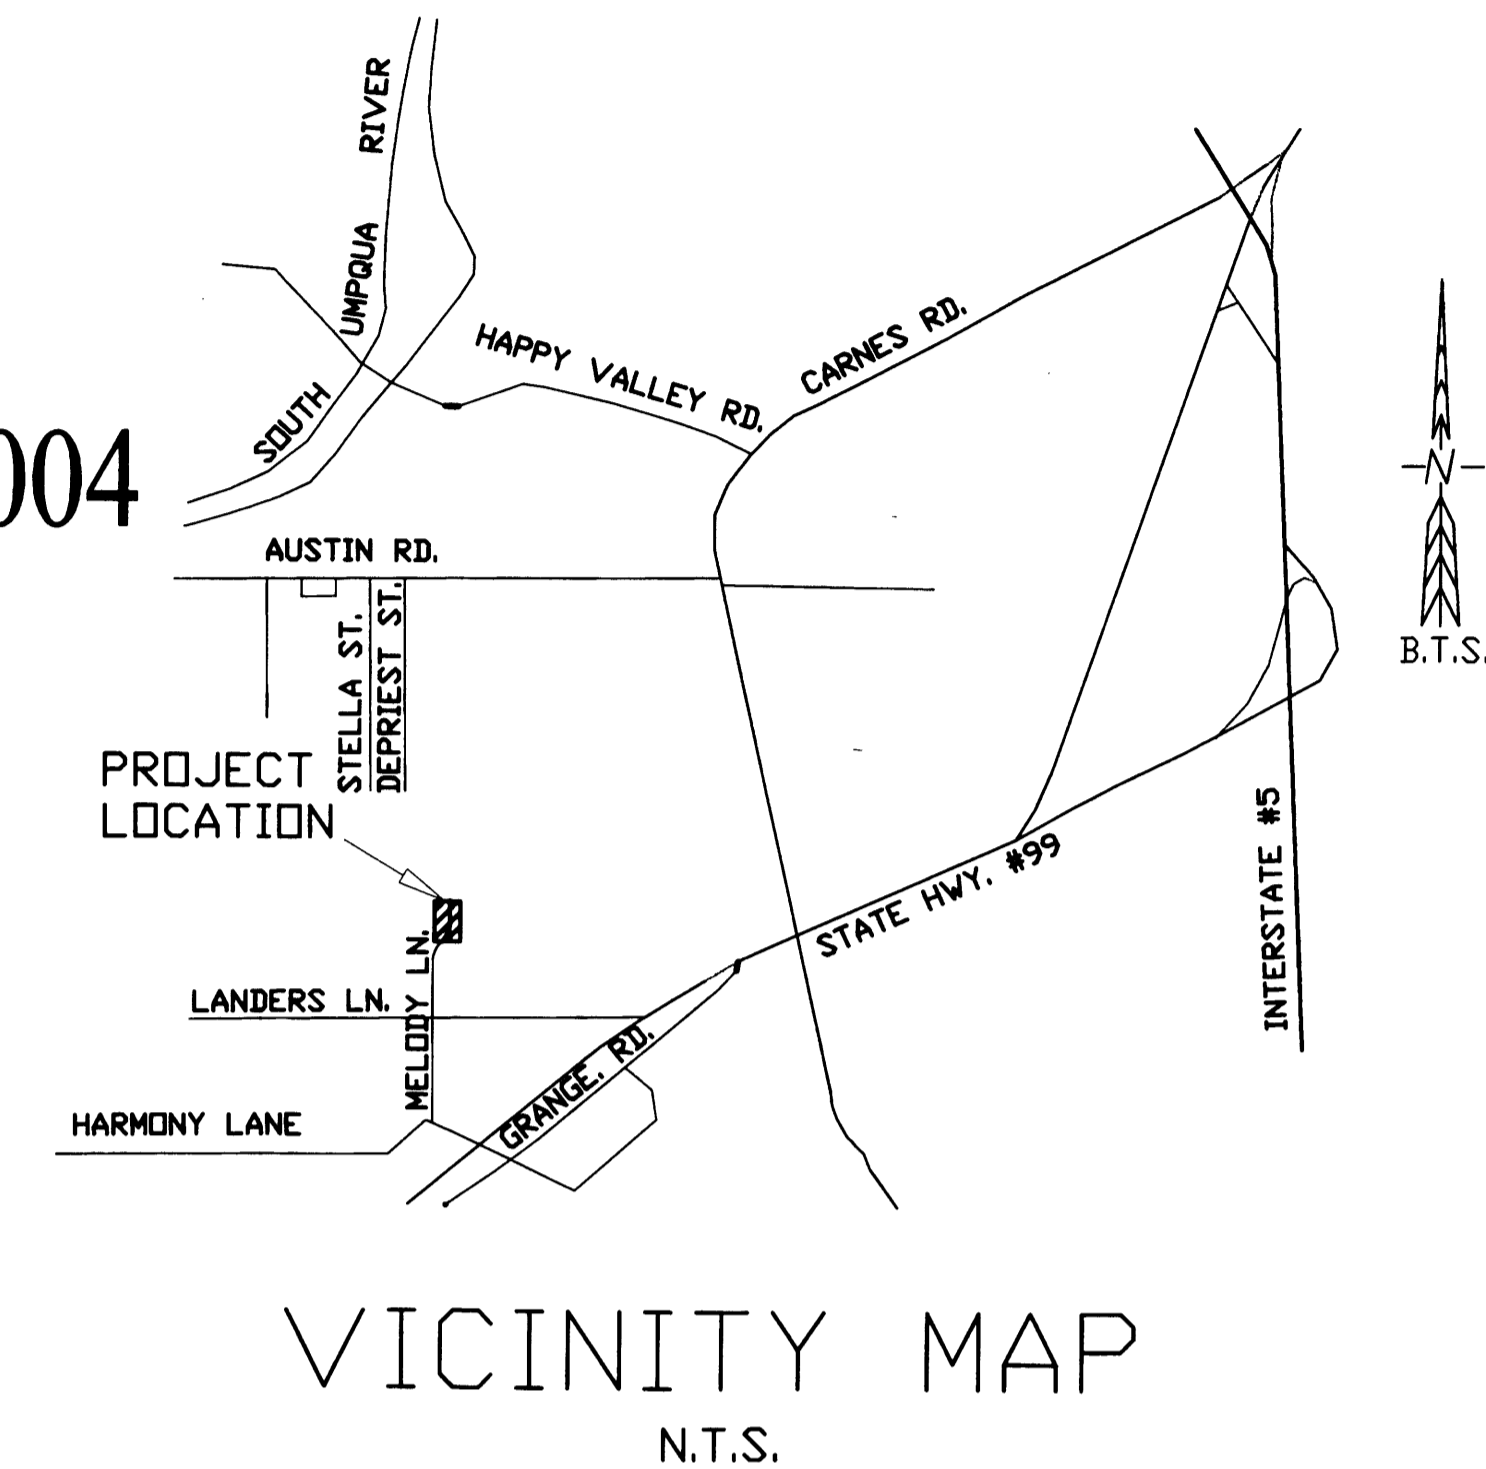 RIVER
UMPQUA
SOUTH
HAPPY VALLEY RD.
CARNES RD.
004
N
B.T.S.
AUSTIN RD.
STELLA ST.
DEPRIEST ST.
PROJECT
LOCATION
INTERSTATE #5
STATE HWY. #99
MELODY LN.
LANDERS LN.
GRANGE. RD.
HARMONY LANE
VICINITY MAP
N.T.S.